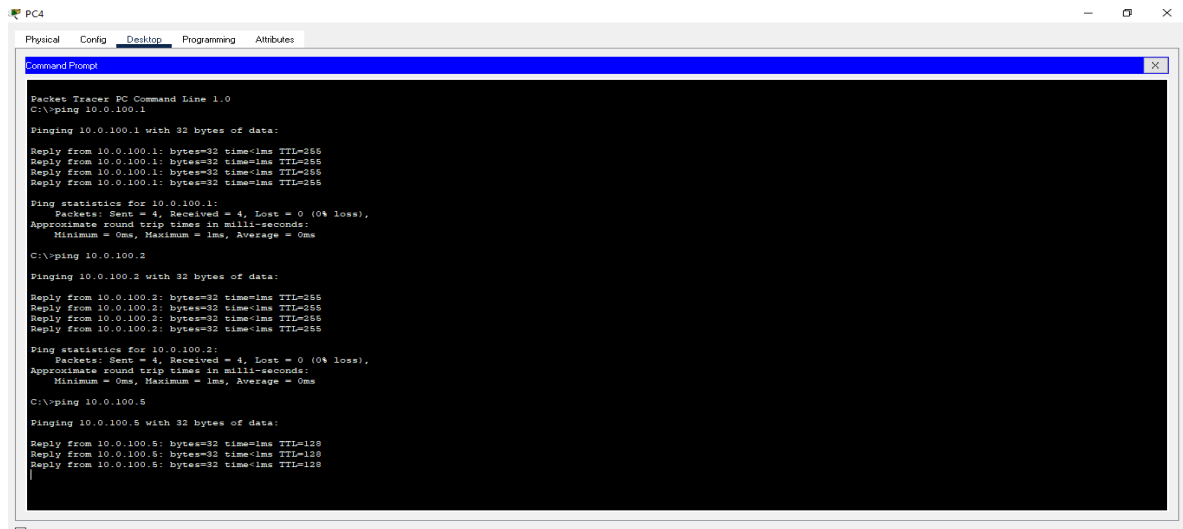 PC4
Physical Config Desktop Programming Attributes
Command Prompt
X
Packet Tracer PC Command Line 1.0
C:\>ping 10.0.100.1
Pinging 10.0.100.1 with 32 bytes of data:
Reply from 10.0.100.1: bytes=32 time<1ms TTL=255
Reply from 10.0.100.1: bytes=32 time=1ms TTL=255
Reply from 10.0.100.1: bytes=32 time<1ms TTL=255
Reply from 10.0.100.1: bytes=32 time=1ms TTL=255
Ping statistics for 10.0.100.1:
Packets: Sent = 4, Received = 4, Lost = 0 (0% loss),
Approximate round trip times in milli-seconds:
Minimum = 0ms, Maximum = 1ms, Average = 0ms
C:\>ping 10.0.100.2
Pinging 10.0.100.2 with 32 bytes of data:
Reply from 10.0.100.2: bytes=32 time=1ms TTL=255
Reply from 10.0.100.2: bytes=32 time<1ms TTL=255
Reply from 10.0.100.2: bytes=32 time<1ms TTL=255
Reply from 10.0.100.2: bytes=32 time<1ms TTL=255
Ping statistics for 10.0.100.2:
Packets: Sent = 4, Received = 4, Lost = 0 (0% loss),
Approximate round trip times in milli-seconds:
Minimum = 0ms, Maximum = 1ms, Average = 0ms
C:\>ping 10.0.100.5
Pinging 10.0.100.5 with 32 bytes of data:
Reply from 10.0.100.5: bytes=32 time=1ms TTL=128
Reply from 10.0.100.5: bytes=32 time<1ms TTL=128
Reply from 10.0.100.5: bytes=32 time<1ms TTL=128